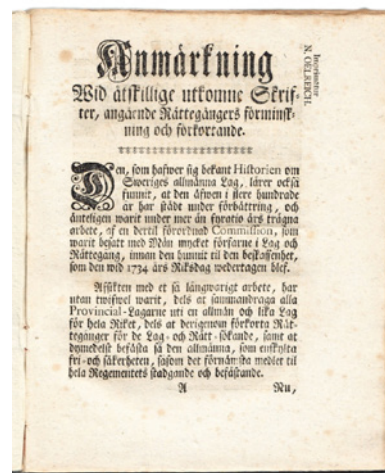 Anmärkning
Wid åtskillige utkomne Skrif-
ter, angående Rättegångers förminsk-
ning och förkortande.
Imprimatur
N. OELREICH.
Den, som hafwer sig bekant Historien om
Sweriges allmänna Lag, lärer också
funnit, at den äfwen i flere hundrade
år har städt under förbättring, och
änteligen warit under mer än fyratio års trägna
arbete, af en dertil förordnad Commission, som
warit besatt med Män mycket förfarne i Lag och
Rättegång, innan den hunnit til den beskaffenhet,
som den wid 1734 års Riksdag wedertagen blef.
Afsikten med et så långwarigt arbete, har
utan twifwel warit, dels at sammandraga alla
Provincial-Lagarne uti en allmän och lika Lag
för hela Riket, dels at derigenom förkorta Rät-
tegånger för de Lag- och Rätt-sökande, samt at
dymedelst befästa så den allmänna, som enskylta
fri- och säkerheten, såsom det förnämsta medlet til
hela Regementets stadgande och befästande.
A
Nu,